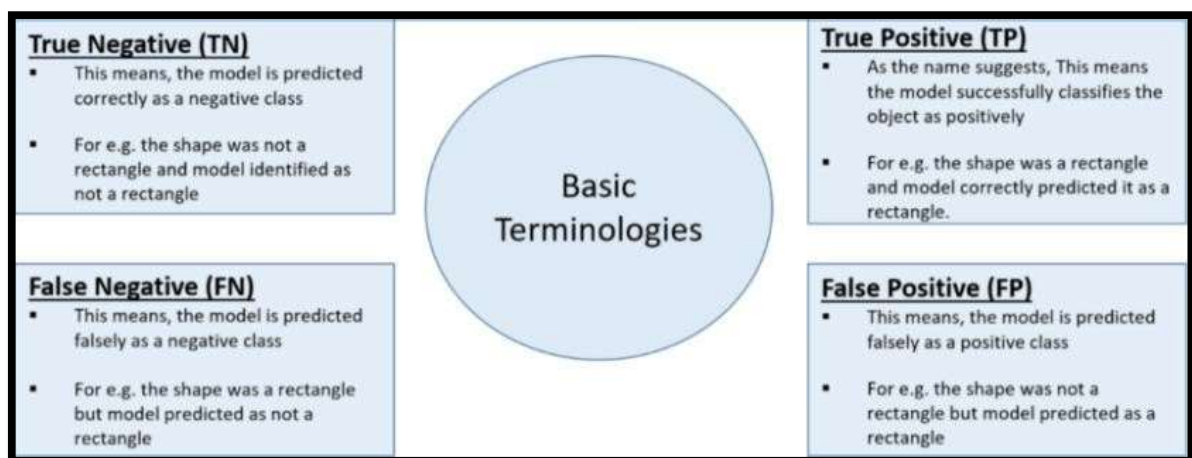 True Negative (TN)
▪ This means, the model is predicted
correctly as a negative class
▪ For e.g. the shape was not a
rectangle and model identified as
not a rectangle
True Positive (TP)
▪ As the name suggests, This means
the model successfully classifies the
object as positively
▪ For e.g. the shape was a rectangle
and model correctly predicted it as a
rectangle.
Basic
Terminologies
False Negative (FN)
▪ This means, the model is predicted
falsely as a negative class
▪ For e.g. the shape was a rectangle
but model predicted as not a
rectangle
False Positive (FP)
▪ This means, the model is predicted
falsely as a positive class
▪ For e.g. the shape was not a
rectangle but model predicted as a
rectangle